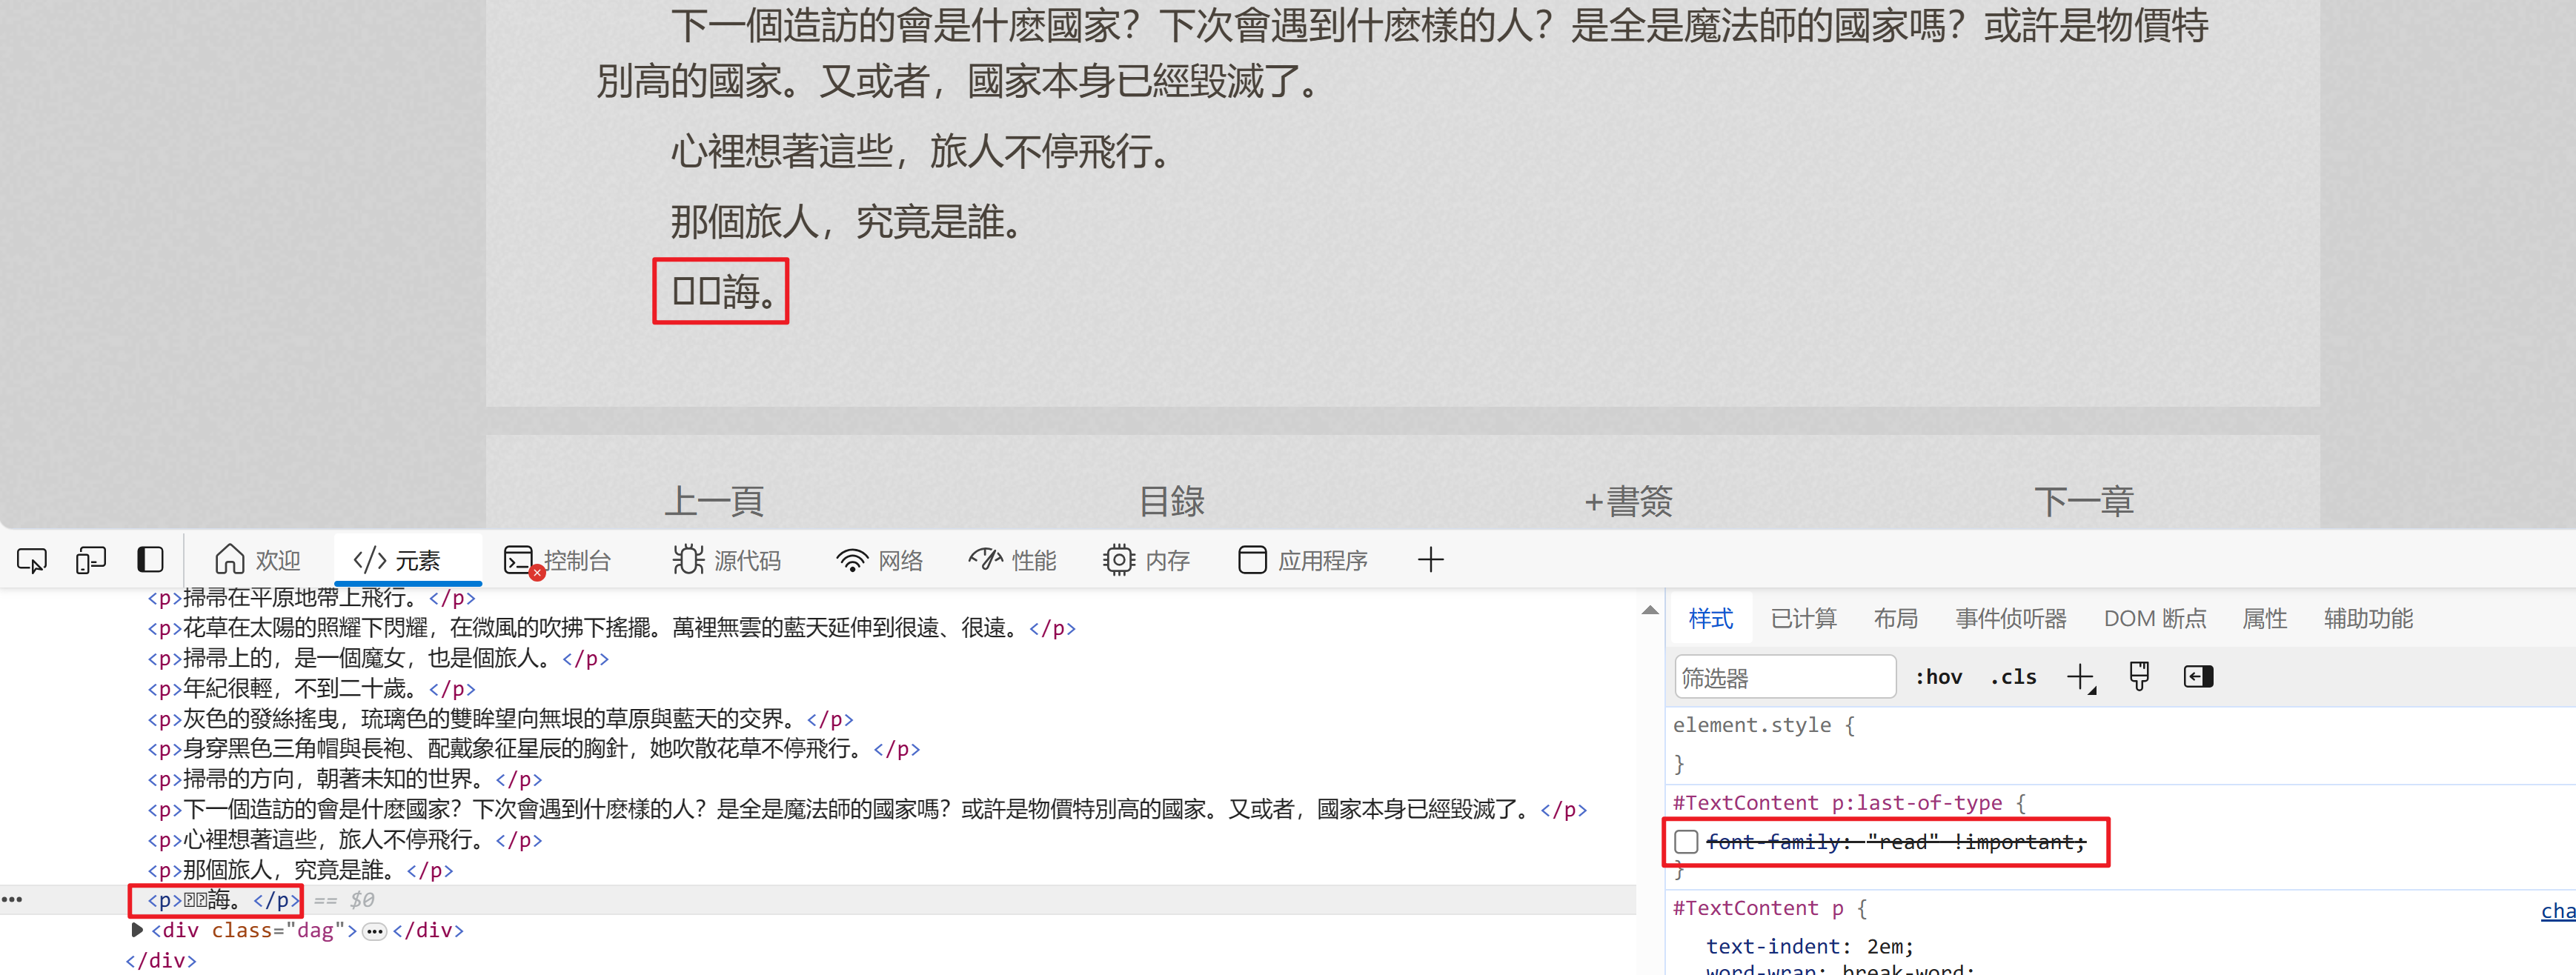 下一個造訪的會是什麽國家？下次會遇到什麽樣的人？是全是魔法師的國家嗎？或許是物價特
別高的國家。又或者，國家本身已經毀滅了。
心裡想著這些，旅人不停飛行。
那個旅人，究竟是誰。
誨。
上一頁 目錄 +書簽 下一章
欢迎 </> 元素 控制台 源代码 网络 性能 内存 应用程序
<p>掃帚在平原地帶上飛行。</p>
<p>花草在太陽的照耀下閃耀，在微風的吹拂下搖擺。萬裡無雲的藍天延伸到很遠、很遠。</p>
<p>掃帚上的，是一個魔女，也是個旅人。</p>
<p>年紀很輕，不到二十歲。</p>
<p>灰色的發絲搖曳，琉璃色的雙眸望向無垠的草原與藍天的交界。</p>
<p>身穿黑色三角帽與長袍、配戴象征星辰的胸針，她吹散花草不停飛行。</p>
<p>掃帚的方向，朝著未知的世界。</p>
<p>下一個造訪的會是什麽國家？下次會遇到什麽樣的人？是全是魔法師的國家嗎？或許是物價特別高的國家。又或者，國家本身已經毀滅了。</p>
<p>心裡想著這些，旅人不停飛行。</p>
<p>那個旅人，究竟是誰。</p>
<p>誨。</p> == $0
<div class="dag">…</div>
</div>
样式 已计算 布局 事件侦听器 DOM 断点 属性 辅助功能
筛选器 :hov .cls
element.style {
}
#TextContent p:last-of-type {
font-family: "read" !important;
}
#TextContent p { cha
text-indent: 2em;
word-wrap: break-word;